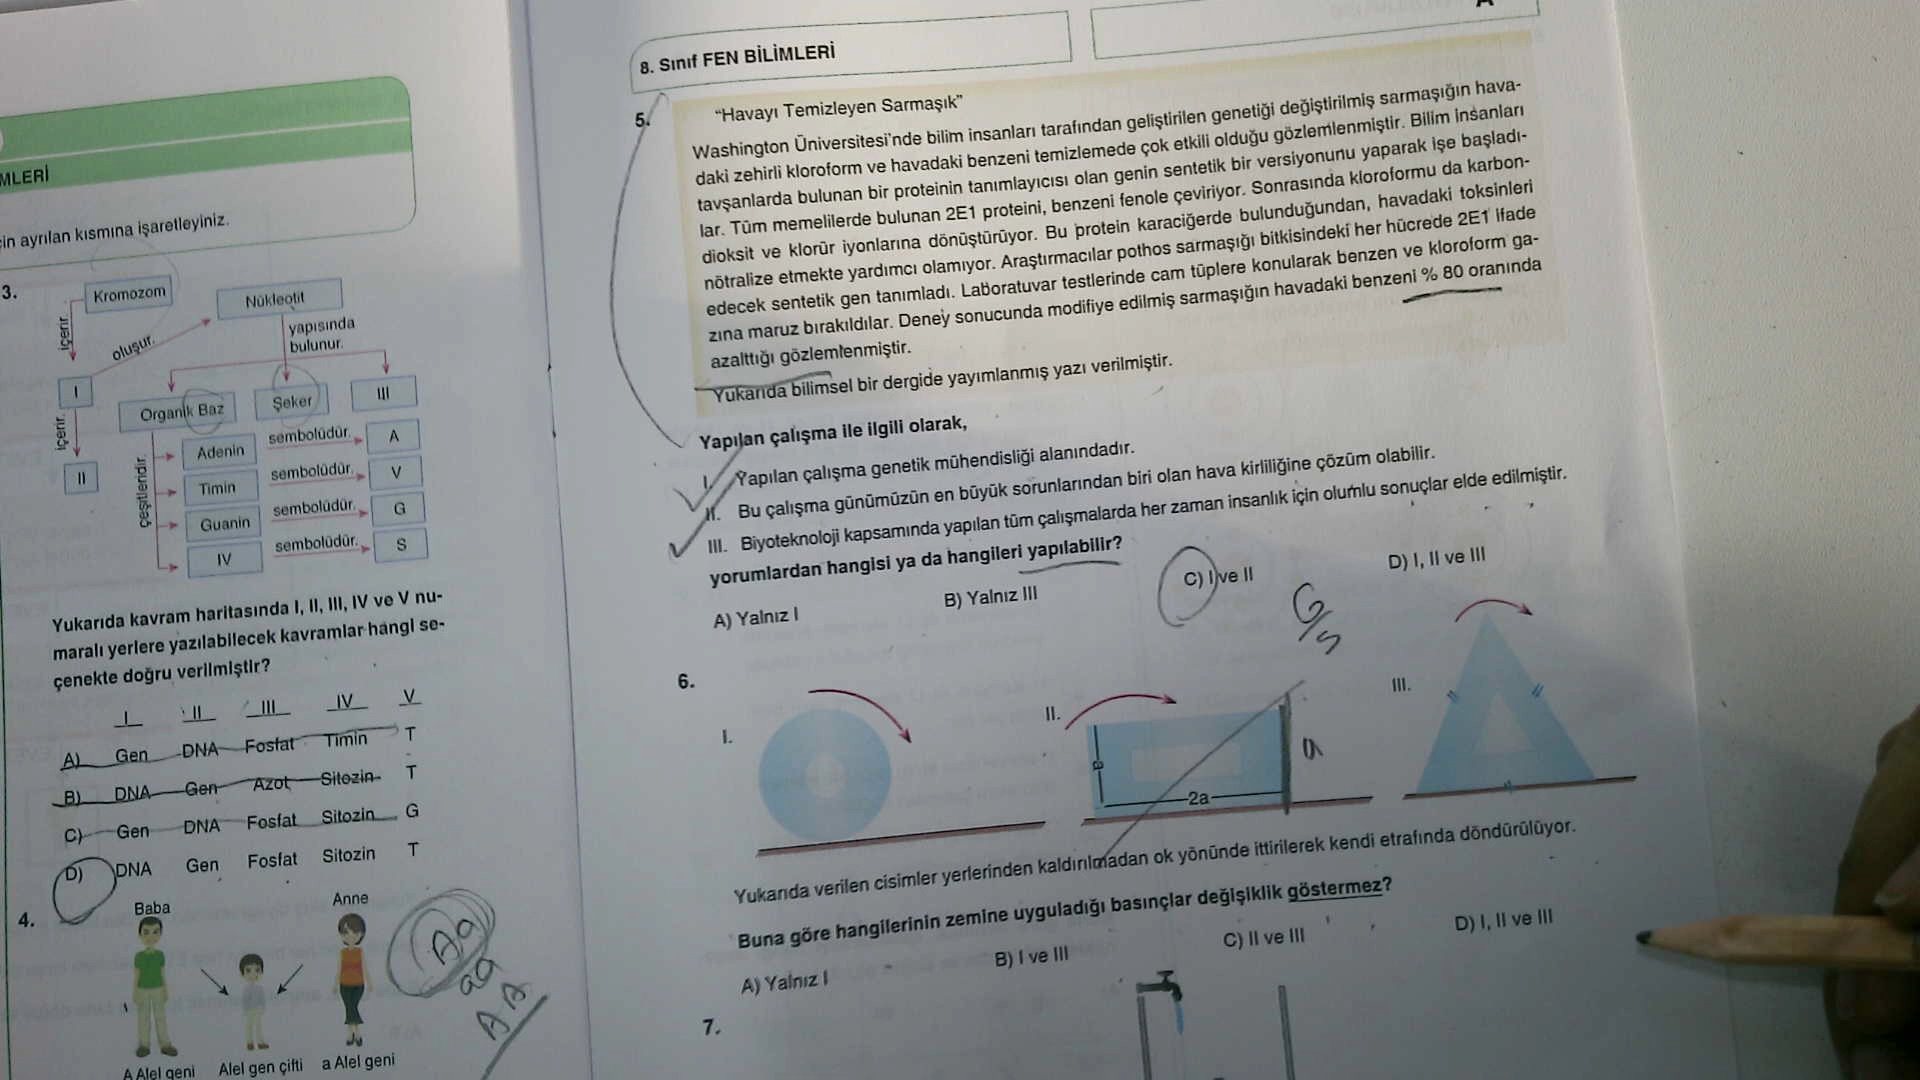 MLERİ
in ayrılan kısmına işaretleyiniz.
3.
Kromozom
Nükleotit
içerir.
oluşur.
yapısında
bulunur.
I
Organik Baz
Şeker
III
içerir.
II
çeşitleridir.
Adenin
sembolüdür.
A
Timin
sembolüdür.
V
Guanin
sembolüdür.
G
IV
sembolüdür.
S
Yukarıda kavram haritasında I, II, III, IV ve V nu-
maralı yerlere yazılabilecek kavramlar hangi se-
çenekte doğru verilmiştir?
I II III IV V
A) Gen DNA Fosfat Timin T
B) DNA Gen Azot Sitozin T
C) Gen DNA Fosfat Sitozin G
D) DNA Gen Fosfat Sitozin T
4.
Baba
Anne
Aa
aa
AA
A Alel geni
Alel gen çifti
a Alel geni
8. Sınıf FEN BİLİMLERİ
A
5.
“Havayı Temizleyen Sarmaşık”
Washington Üniversitesi’nde bilim insanları tarafından geliştirilen genetiği değiştirilmiş sarmaşığın hava-
daki zehirli kloroform ve havadaki benzeni temizlemede çok etkili olduğu gözlemlenmiştir. Bilim insanları
tavşanlarda bulunan bir proteinin tanımlayıcısı olan genin sentetik bir versiyonunu yaparak işe başladı-
lar. Tüm memelilerde bulunan 2E1 proteini, benzeni fenole çeviriyor. Sonrasında kloroformu da karbon-
dioksit ve klorür iyonlarına dönüştürüyor. Bu protein karaciğerde bulunduğundan, havadaki toksinleri
nötralize etmekte yardımcı olamıyor. Araştırmacılar pothos sarmaşığı bitkisindeki her hücrede 2E1 ifade
edecek sentetik gen tanımladı. Laboratuvar testlerinde cam tüplere konularak benzen ve kloroform ga-
zına maruz bırakıldılar. Deney sonucunda modifiye edilmiş sarmaşığın havadaki benzeni % 80 oranında
azalttığı gözlemlenmiştir.
Yukarıda bilimsel bir dergide yayımlanmış yazı verilmiştir.
Yapılan çalışma ile ilgili olarak,
I. Yapılan çalışma genetik mühendisliği alanındadır.
II. Bu çalışma günümüzün en büyük sorunlarından biri olan hava kirliliğine çözüm olabilir.
III. Biyoteknoloji kapsamında yapılan tüm çalışmalarda her zaman insanlık için olumlu sonuçlar elde edilmiştir.
yorumlardan hangisi ya da hangileri yapılabilir?
A) Yalnız I
B) Yalnız III
C) I ve II
D) I, II ve III
G/S
6.
I.
II.
a
2a
a
III.
Yukarıda verilen cisimler yerlerinden kaldırılmadan ok yönünde ittirilerek kendi etrafında döndürülüyor.
Buna göre hangilerinin zemine uyguladığı basınçlar değişiklik göstermez?
A) Yalnız I
B) I ve III
C) II ve III
D) I, II ve III
7.